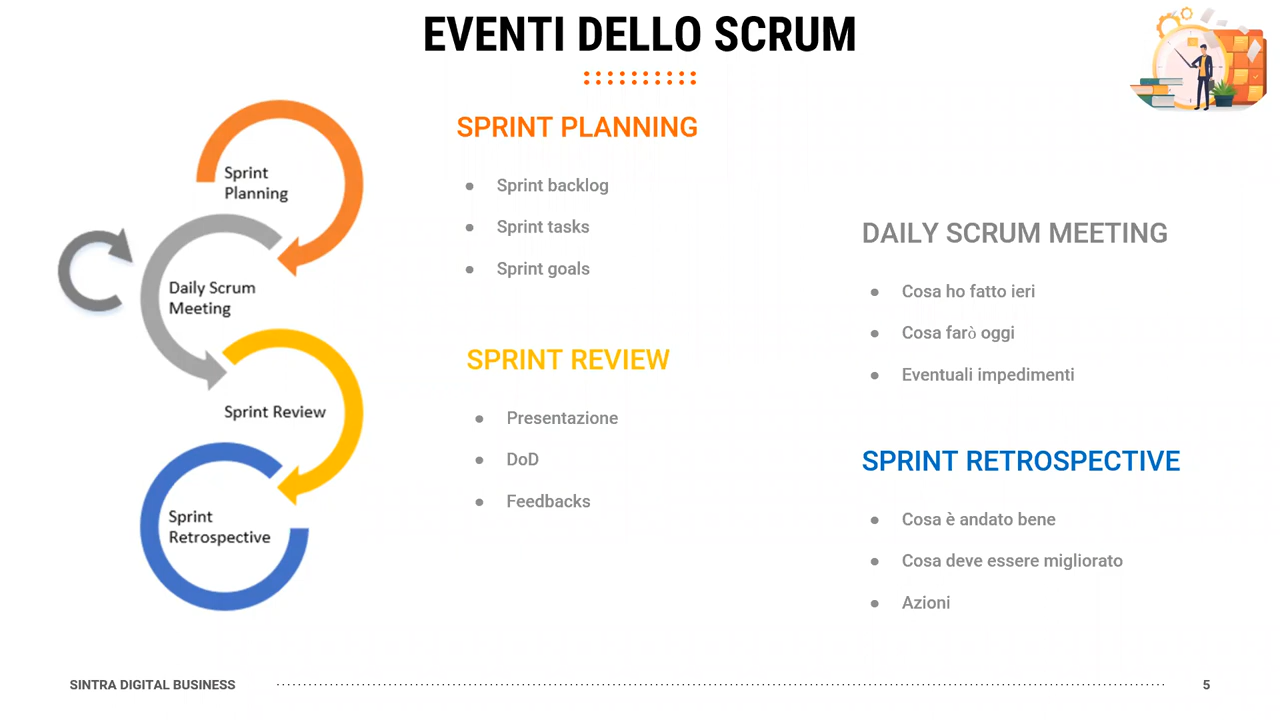 EVENTI DELLO SCRUM
Sprint
Planning
Daily Scrum
Meeting
Sprint Review
Sprint
Retrospective
SPRINT PLANNING
Sprint backlog
Sprint tasks
Sprint goals
SPRINT REVIEW
Presentazione
DoD
Feedbacks
DAILY SCRUM MEETING
Cosa ho fatto ieri
Cosa farò oggi
Eventuali impedimenti
SPRINT RETROSPECTIVE
Cosa è andato bene
Cosa deve essere migliorato
Azioni
SINTRA DIGITAL BUSINESS
5